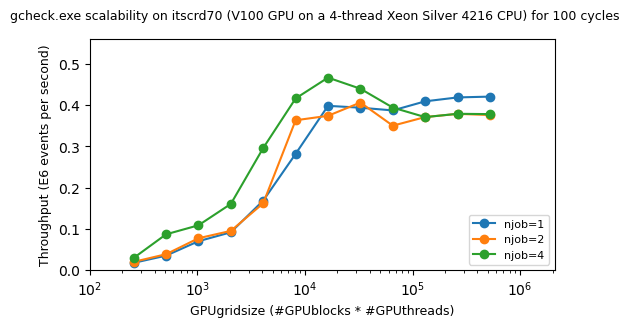 gcheck.exe scalability on itscrd70 (V100 GPU on a 4-thread Xeon Silver 4216 CPU) for 100 cycles
Throughput (E6 events per second)
0.5
0.4
0.3
0.2
0.1
0.0
10²
10³
10⁴
10⁵
10⁶
GPUgridsize (#GPUblocks * #GPUthreads)
njob=1
njob=2
njob=4